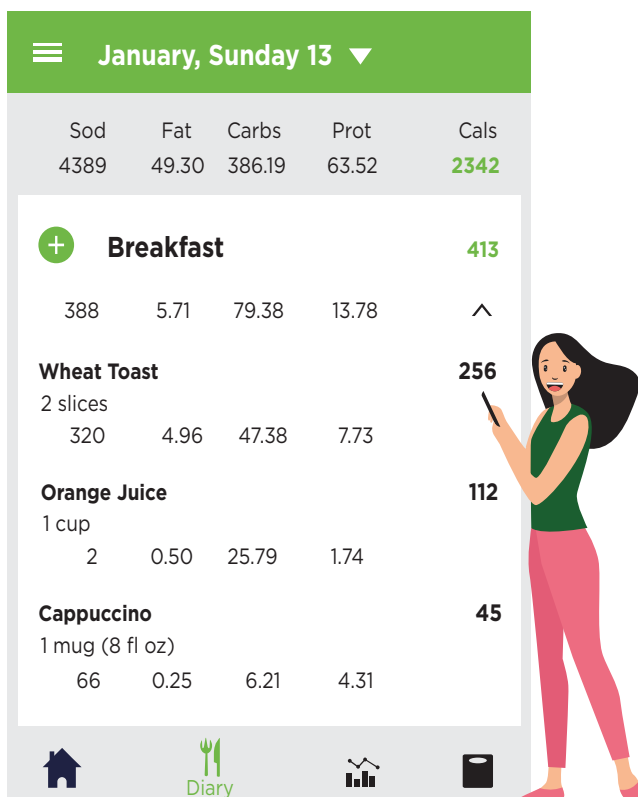 January, Sunday 13
Sod Fat Carbs Prot Cals
4389 49.30 386.19 63.52 2342
Breakfast 413
388 5.71 79.38 13.78
Wheat Toast 256
2 slices
320 4.96 47.38 7.73
Orange Juice 112
1 cup
2 0.50 25.79 1.74
Cappuccino 45
1 mug (8 fl oz)
66 0.25 6.21 4.31
Diary